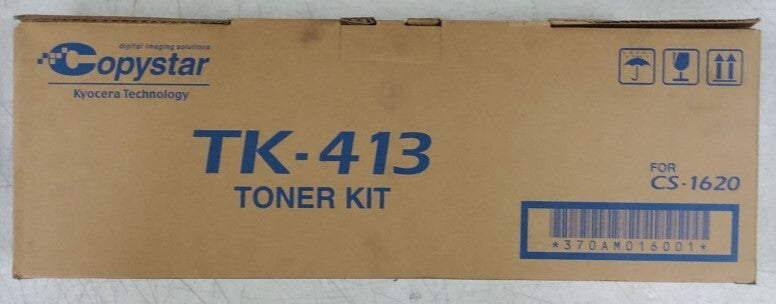 digital imaging solutions
Copystar
Kyocera Technology
TK-413
TONER KIT
FOR
CS-1620
*370AM016001*